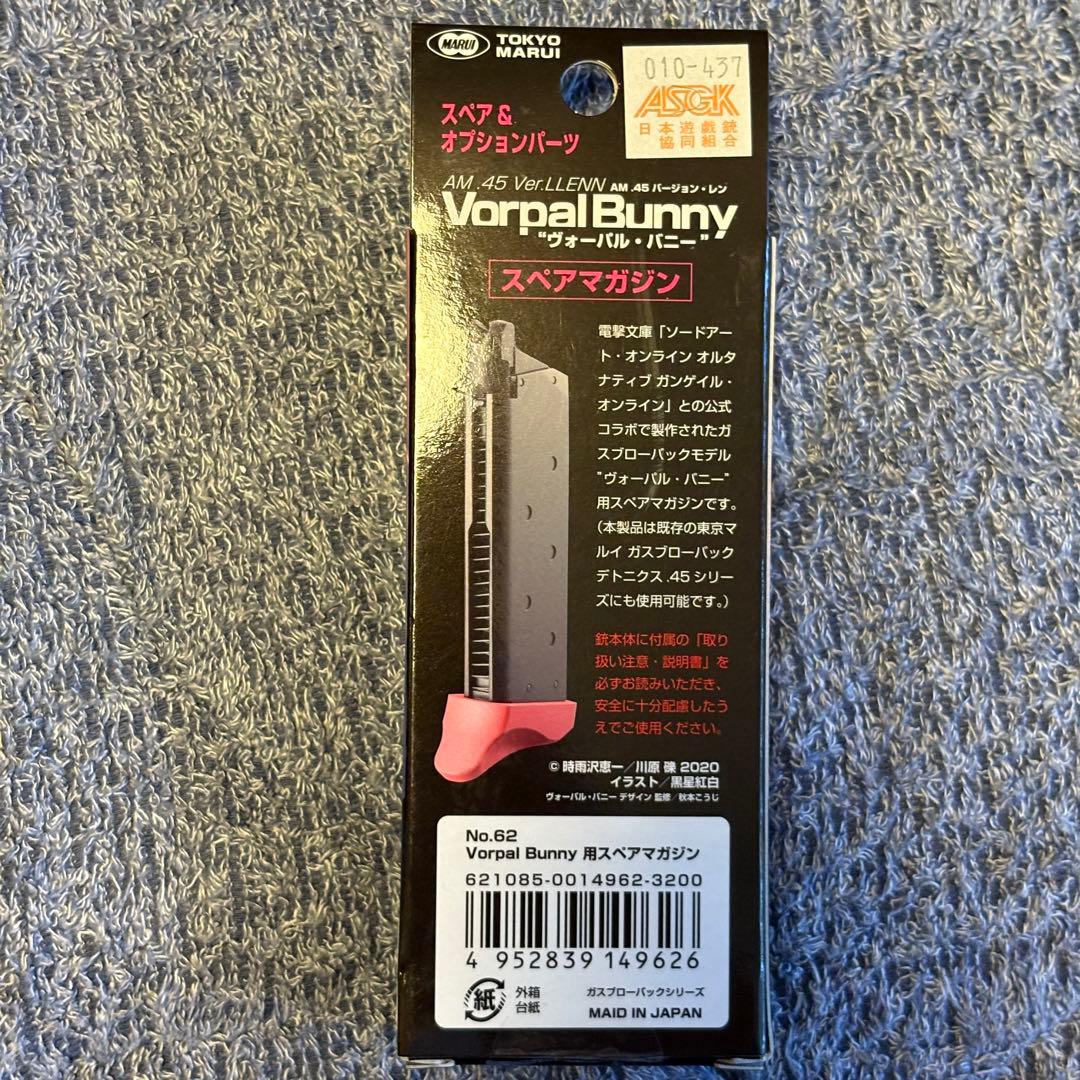 MARUI
TOKYO
MARUI
010-437
ASGK
日本遊戯銃
協同組合
スペア&
オプションパーツ
AM .45 Ver.LLENN AM .45 バージョン・レン
Vorpal Bunny
"ヴォーパル・バニー"
スペアマガジン
電撃文庫「ソードアー
ト・オンライン オルタ
ナティブ ガンゲイル・
オンライン」との公式
コラボで製作されたガ
スブローバックモデル
"ヴォーパル・バニー"
用スペアマガジンです。
(本製品は既存の東京マ
ルイ ガスブローバック
デトニクス .45 シリー
ズにも使用可能です。)
銃本体に付属の「取り
扱い注意・説明書」を
必ずお読みいただき、
安全に十分配慮したう
えでご使用ください。
© 時雨沢恵一/川原 礫 2020
イラスト/黒星紅白
ヴォーパル・バニー デザイン 監修/秋本こうじ
No.62
Vorpal Bunny 用スペアマガジン
621085-0014962-3200
4 952839 149626
紙
外箱
台紙
ガスブローバックシリーズ
MAID IN JAPAN